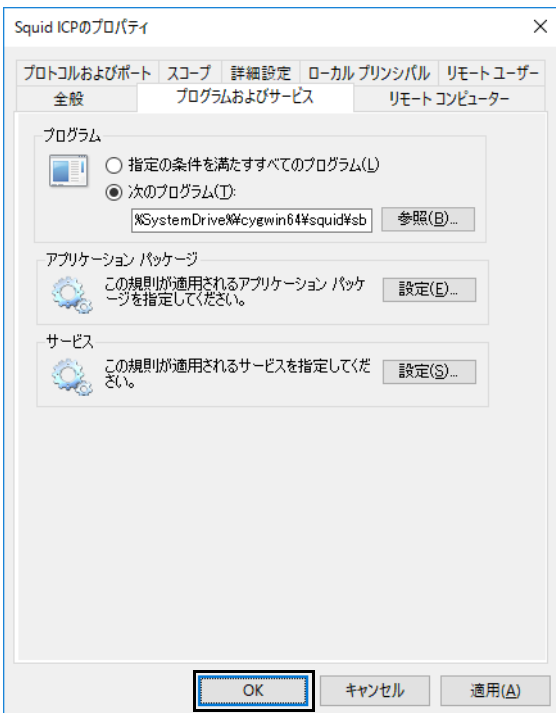 Squid ICPのプロパティ
プロトコルおよびポート スコープ 詳細設定 ローカル プリンシパル リモート ユーザー
全般 プログラムおよびサービス リモート コンピューター
プログラム
指定の条件を満たすすべてのプログラム(L)
次のプログラム(T):
%SystemDrive%¥cygwin64¥squid¥sb 参照(B)...
アプリケーション パッケージ
この規則が適用されるアプリケーション パッケ
ージを指定してください。
設定(E)...
サービス
この規則が適用されるサービスを指定してくだ
さい。
設定(S)...
OK キャンセル 適用(A)